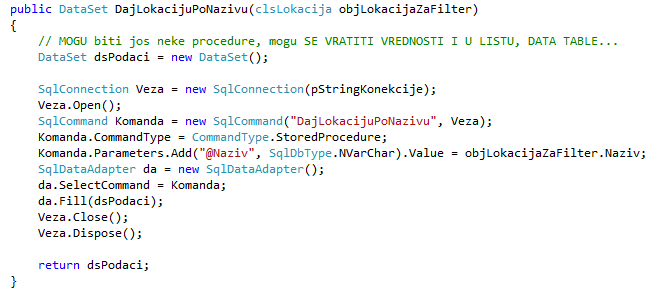 public DataSet DajLokacijuPoNazivu(clsLokacija objLokacijaZaFilter)
{
// MOGU biti jos neke procedure, mogu SE VRATITI VREDNOSTI I U LISTU, DATA TABLE...
DataSet dsPodaci = new DataSet();
SqlConnection Veza = new SqlConnection(pStringKonekcije);
Veza.Open();
SqlCommand Komanda = new SqlCommand("DajLokacijuPoNazivu", Veza);
Komanda.CommandType = CommandType.StoredProcedure;
Komanda.Parameters.Add("@Naziv", SqlDbType.NVarChar).Value = objLokacijaZaFilter.Naziv;
SqlDataAdapter da = new SqlDataAdapter();
da.SelectCommand = Komanda;
da.Fill(dsPodaci);
Veza.Close();
Veza.Dispose();
return dsPodaci;
}